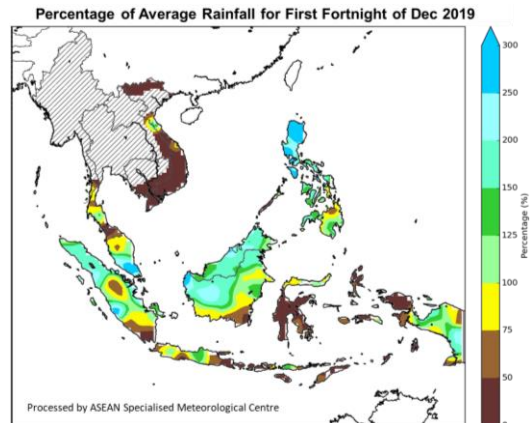 Percentage of Average Rainfall for First Fortnight of Dec 2019
300
250
200
150
125
100
75
50
Percentage (%)
Processed by ASEAN Specialised Meteorological Centre